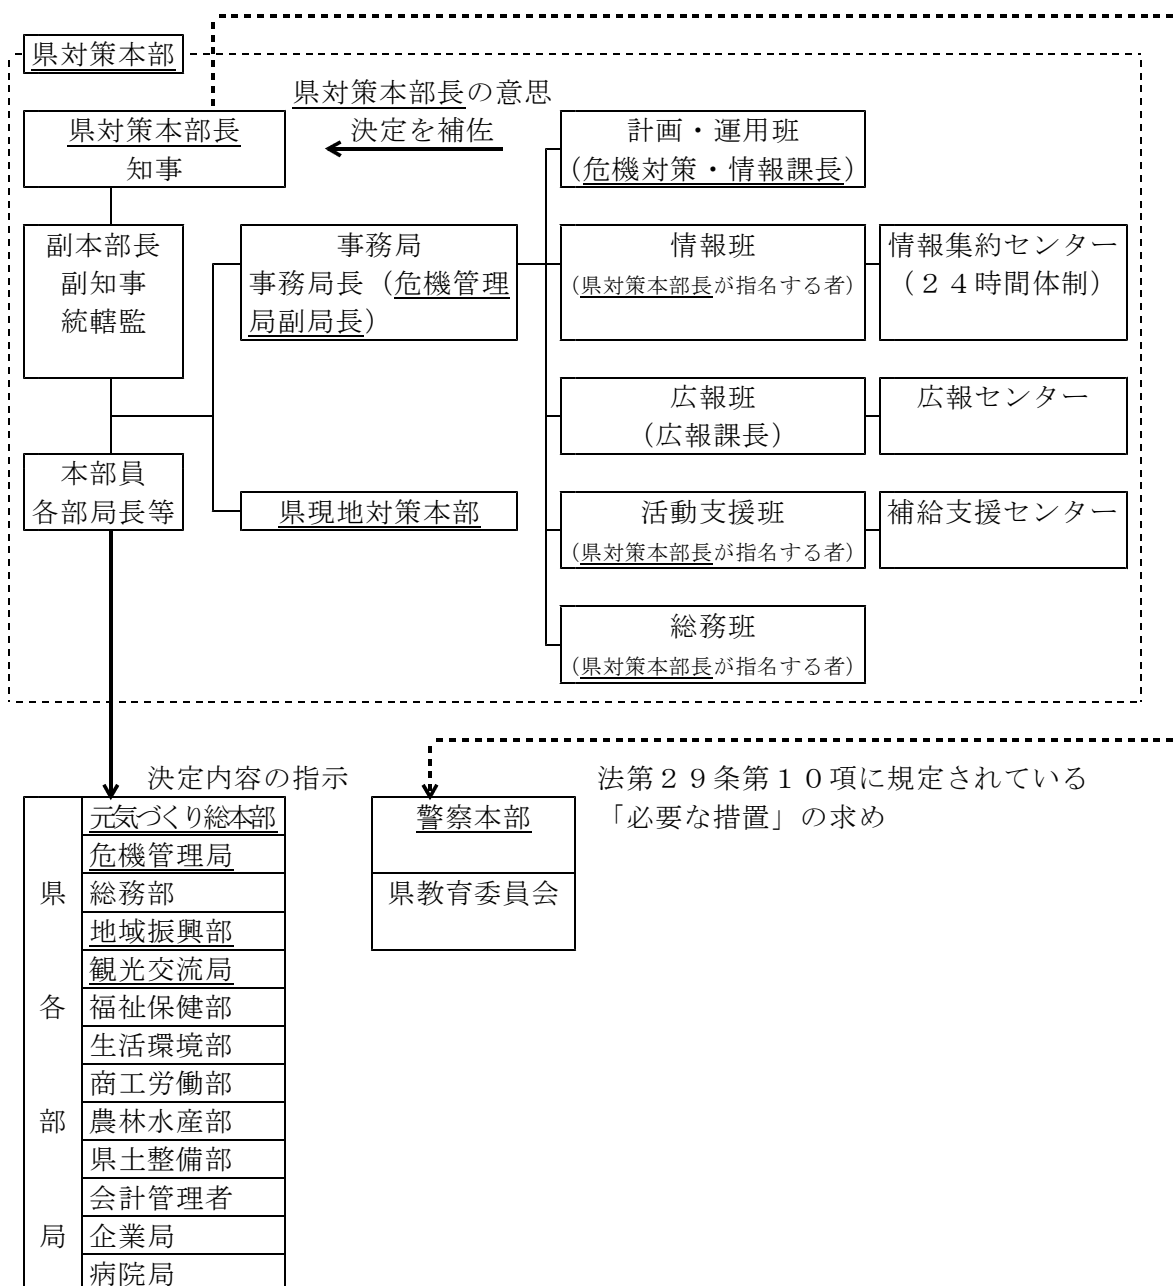 県対策本部
県対策本部長の意思
決定を補佐
県対策本部長
知事
計画・運用班
（危機対策・情報課長）
副本部長
副知事
統轄監
事務局
事務局長（危機管理
局副局長）
情報班
（県対策本部長が指名する者）
情報集約センター
（２４時間体制）
広報班
（広報課長）
広報センター
本部員
各部局長等
県現地対策本部
活動支援班
（県対策本部長が指名する者）
補給支援センター
総務班
（県対策本部長が指名する者）
決定内容の指示
法第２９条第１０項に規定されている
「必要な措置」の求め
県各部局
元気づくり総本部
危機管理局
総務部
地域振興部
観光交流局
福祉保健部
生活環境部
商工労働部
農林水産部
県土整備部
会計管理者
企業局
病院局
警察本部
県教育委員会